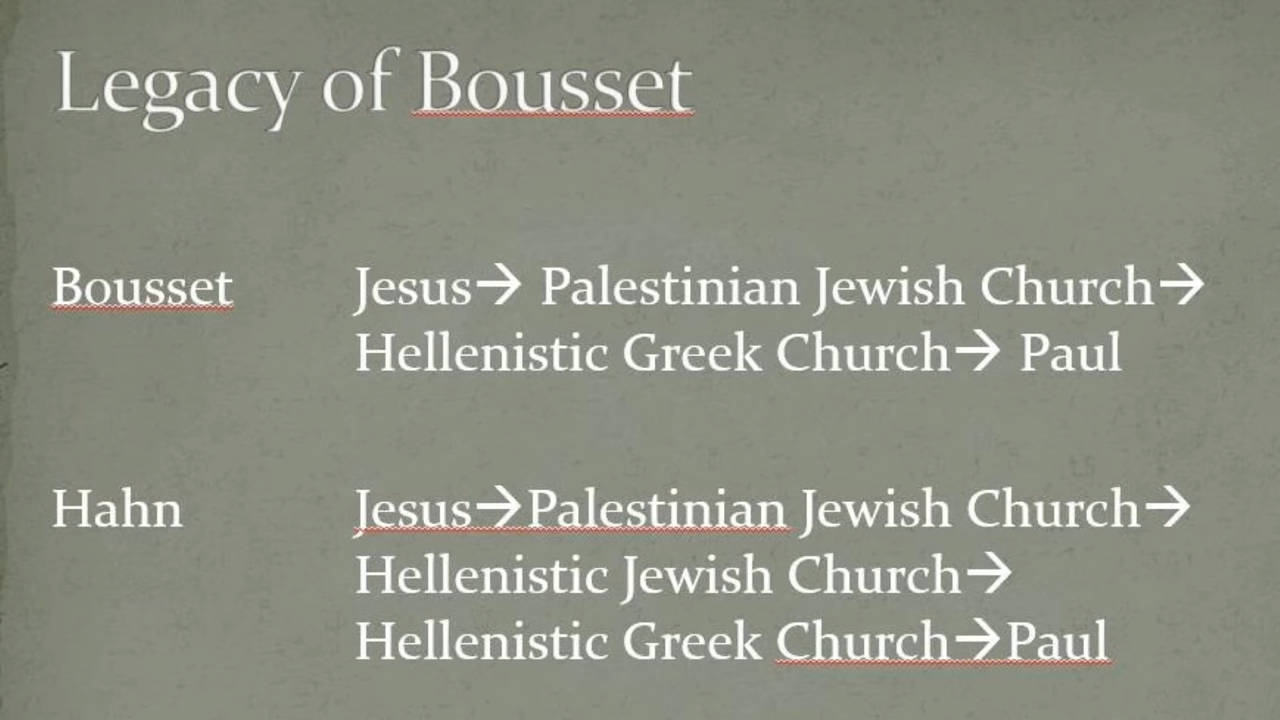 Legacy of Bousset
Bousset Jesus→ Palestinian Jewish Church→
Hellenistic Greek Church→ Paul
Hahn Jesus→Palestinian Jewish Church→
Hellenistic Jewish Church→
Hellenistic Greek Church→Paul